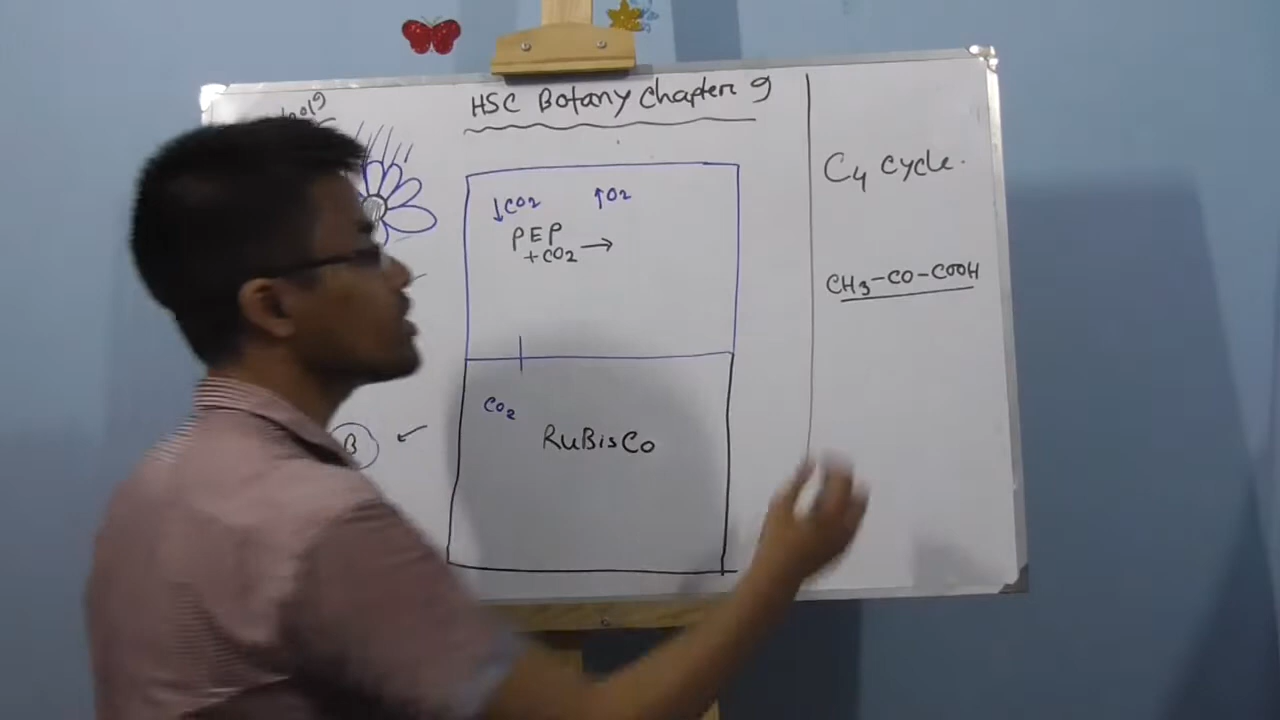 HSC Botany Chapter 9
C4 cycle.
↓CO2 ↑O2
PEP
+CO2 →
CH3-CO-COOH
CO2
RuBisCo
B